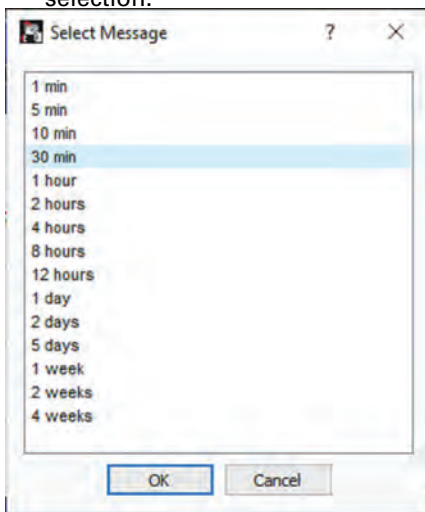 selection.
Select Message ? ×
1 min
5 min
10 min
30 min
1 hour
2 hours
4 hours
8 hours
12 hours
1 day
2 days
5 days
1 week
2 weeks
4 weeks
OK Cancel